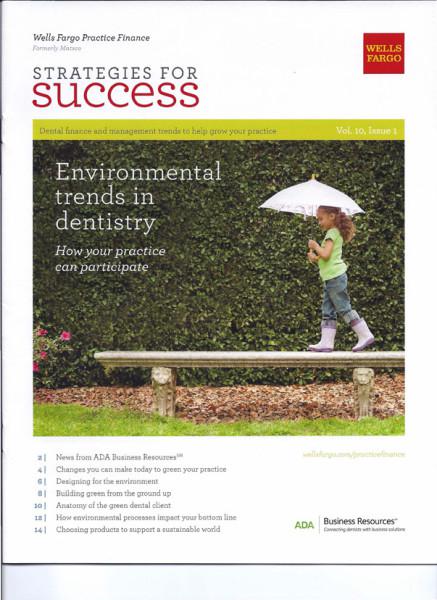 Wells Fargo Practice Finance
Formerly Matsco
WELLS
FARGO
STRATEGIES FOR
success
Dental finance and management trends to help grow your practice
Vol. 10, Issue 1
Environmental
trends in
dentistry
How your practice
can participate
2 | News from ADA Business Resources℠
4 | Changes you can make today to green your practice
6 | Designing for the environment
8 | Building green from the ground up
10 | Anatomy of the green dental client
12 | How environmental processes impact your bottom line
14 | Choosing products to support a sustainable world
wellsfargo.com/practicefinance
ADA | Business Resources℠
Connecting dentists with business solutions